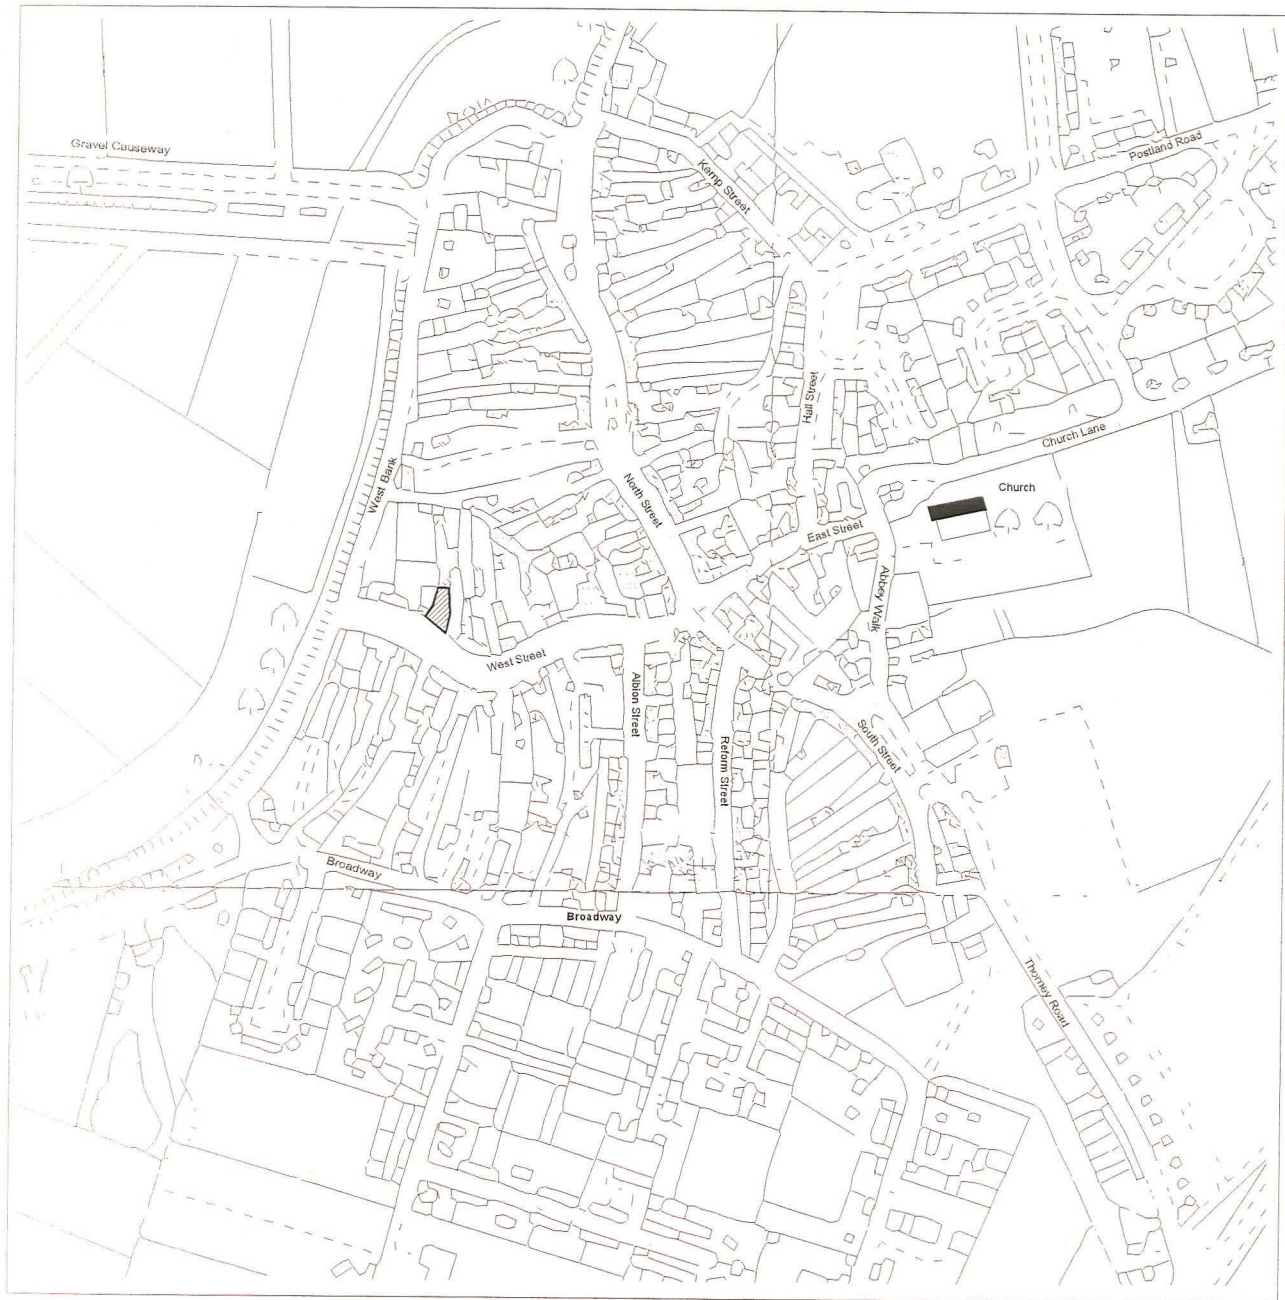 Gravel Causeway
Postland Road
Kemp Street
Hall Street
Church Lane
West Bank
North Street
Church
East Street
Abbey Walk
West Street
Albion Street
South Street
Reform Street
Broadway
Broadway
Thorney Road